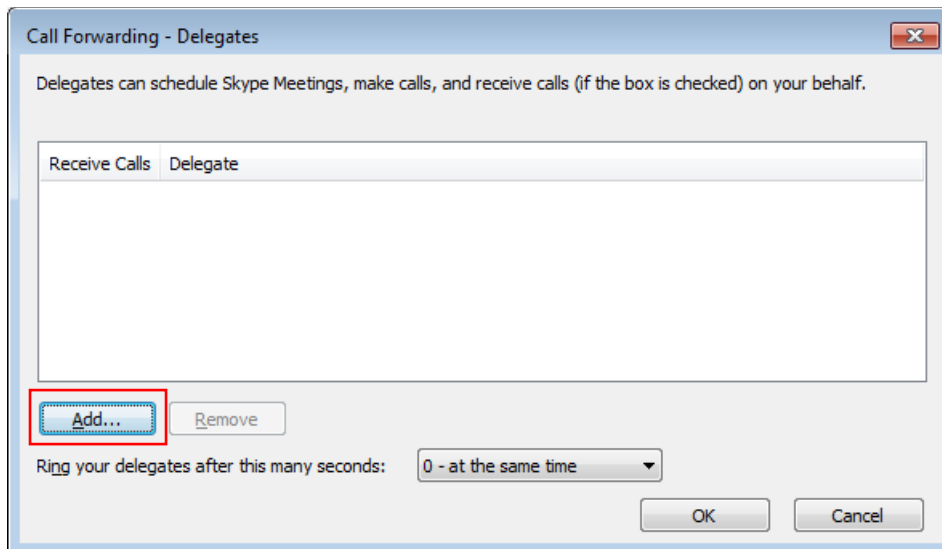 Call Forwarding - Delegates
Delegates can schedule Skype Meetings, make calls, and receive calls (if the box is checked) on your behalf.
Receive Calls Delegate
Add... Remove
Ring your delegates after this many seconds: 0 - at the same time
OK Cancel